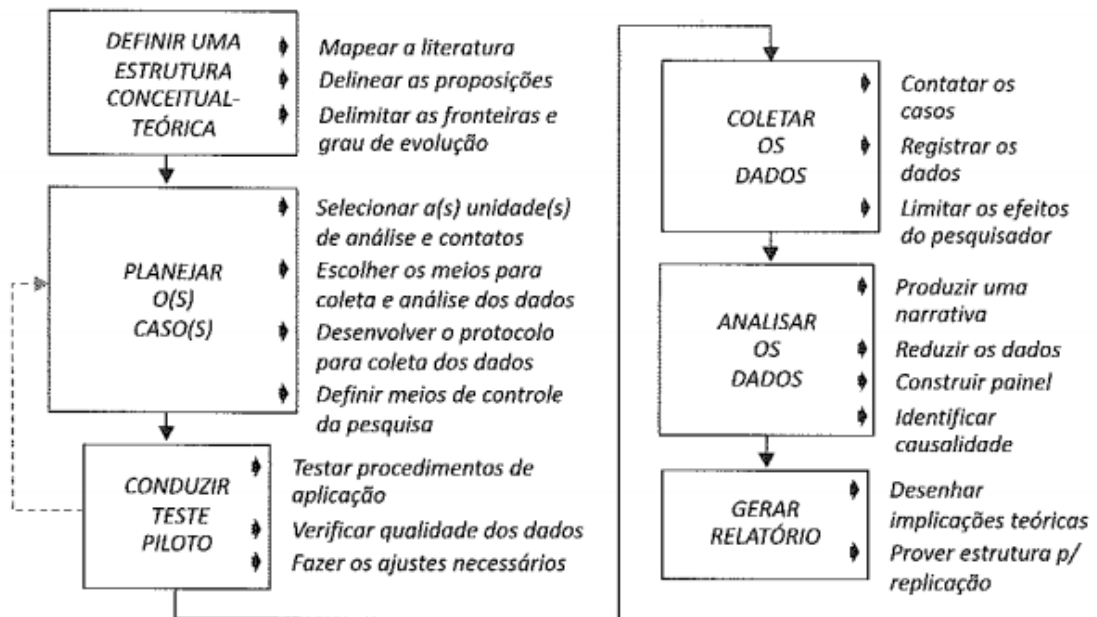 DEFINIR UMA
ESTRUTURA
CONCEITUAL-
TEÓRICA
Mapear a literatura
Delinear as proposições
Delimitar as fronteiras e
grau de evolução
PLANEJAR
O(S)
CASO(S)
Selecionar a(s) unidade(s)
de análise e contatos
Escolher os meios para
coleta e análise dos dados
Desenvolver o protocolo
para coleta dos dados
Definir meios de controle
da pesquisa
CONDUZIR
TESTE
PILOTO
Testar procedimentos de
aplicação
Verificar qualidade dos dados
Fazer os ajustes necessários
COLETAR
OS
DADOS
Contatar os
casos
Registrar os
dados
Limitar os efeitos
do pesquisador
ANALISAR
OS
DADOS
Produzir uma
narrativa
Reduzir os dados
Construir painel
Identificar
causalidade
GERAR
RELATÓRIO
Desenhar
implicações teóricas
Prover estrutura p/
replicação